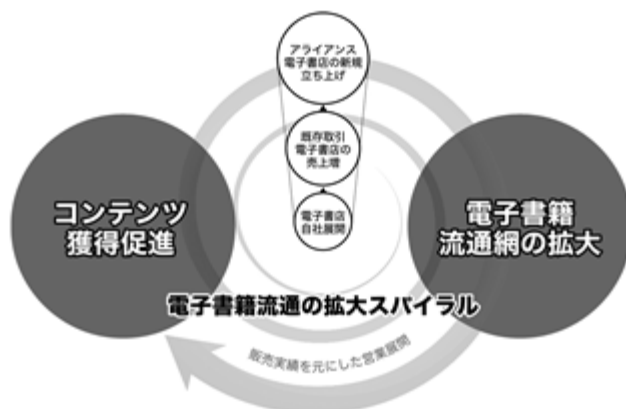 アライアンス
電子書店の新規
立ち上げ
既存取引
電子書店の
売上増
電子書店
自社展開
コンテンツ
獲得促進
電子書籍
流通網の拡大
電子書籍流通の拡大スパイラル
販売実績を元にした営業展開